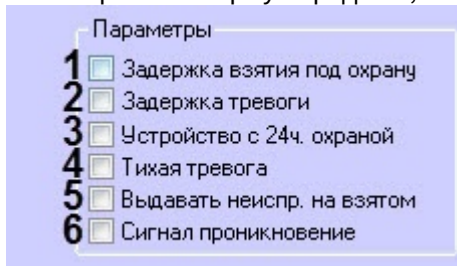 Параметры
1 Задержка взятия под охрану
2 Задержка тревоги
3 Устройство с 24ч. охраной
4 Тихая тревога
5 Выдавать неиспр. на взятом
6 Сигнал проникновение